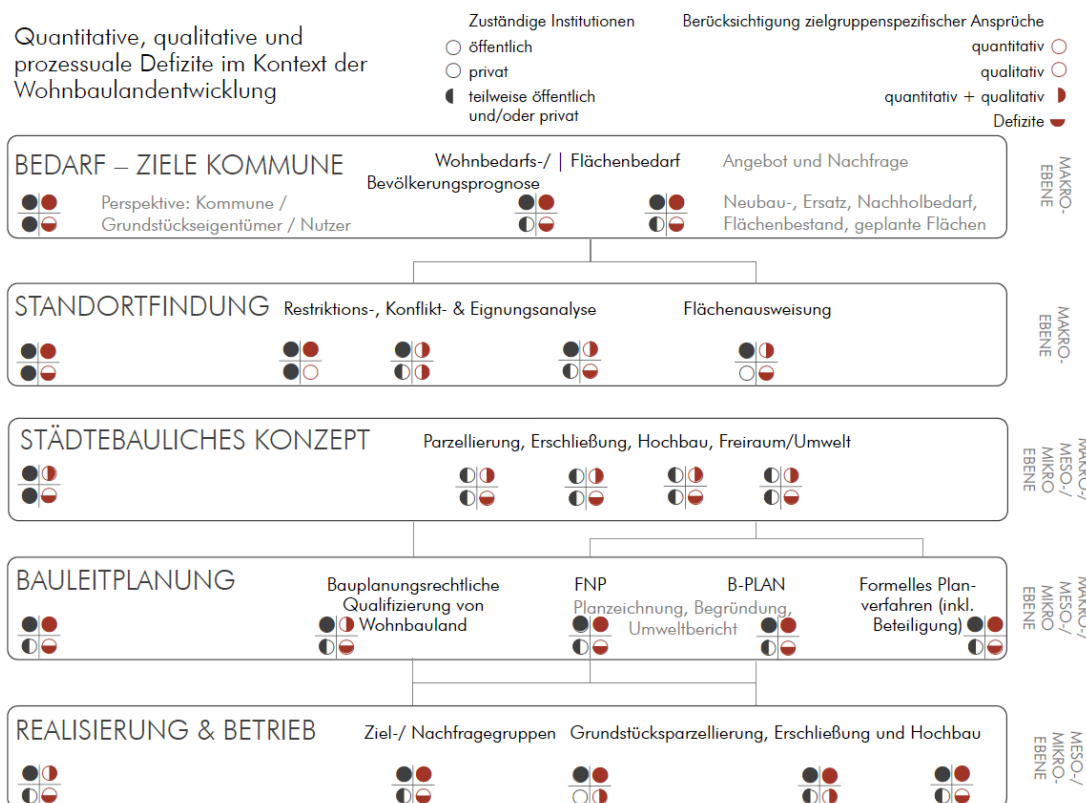 Quantitative, qualitative und
prozessuale Defizite im Kontext der
Wohnbaulandentwicklung
Zuständige Institutionen
öffentlich
privat
teilweise öffentlich
und/oder privat
Berücksichtigung zielgruppenspezifischer Ansprüche
quantitativ
qualitativ
quantitativ + qualitativ
Defizite
BEDARF – ZIELE KOMMUNE
Perspektive: Kommune /
Grundstückseigentümer / Nutzer
Wohnbedarfs-/ | Flächenbedarf
Bevölkerungsprognose
Angebot und Nachfrage
Neubau-, Ersatz, Nachholbedarf,
Flächenbestand, geplante Flächen
MAKRO-
EBENE
STANDORTFINDUNG
Restriktions-, Konflikt- & Eignungsanalyse
Flächenausweisung
MAKRO-
EBENE
STÄDTEBAULICHES KONZEPT
Parzellierung, Erschließung, Hochbau, Freiraum/Umwelt
MAKRO-/
MESO-/
MIKRO
EBENE
BAULEITPLANUNG
Bauplanungsrechtliche
Qualifizierung von
Wohnbauland
FNP
B-PLAN
Planzeichnung, Begründung,
Umweltbericht
Formelles Plan-
verfahren (inkl.
Beteiligung)
MAKRO-/
MESO-/
MIKRO
EBENE
REALISIERUNG & BETRIEB
Ziel-/ Nachfragegruppen
Grundstücksparzellierung, Erschließung und Hochbau
MESO-/
MIKRO-
EBENE